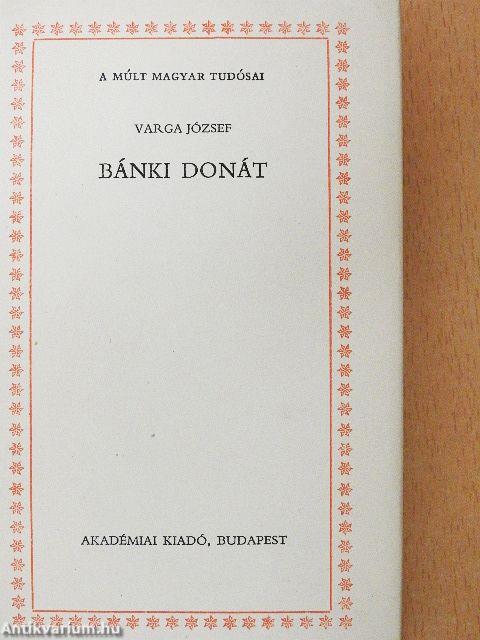 A MÚLT MAGYAR TUDÓSAI
VARGA JÓZSEF
BÁNKI DONÁT
AKADÉMIAI KIADÓ, BUDAPEST
Antikvarium.hu